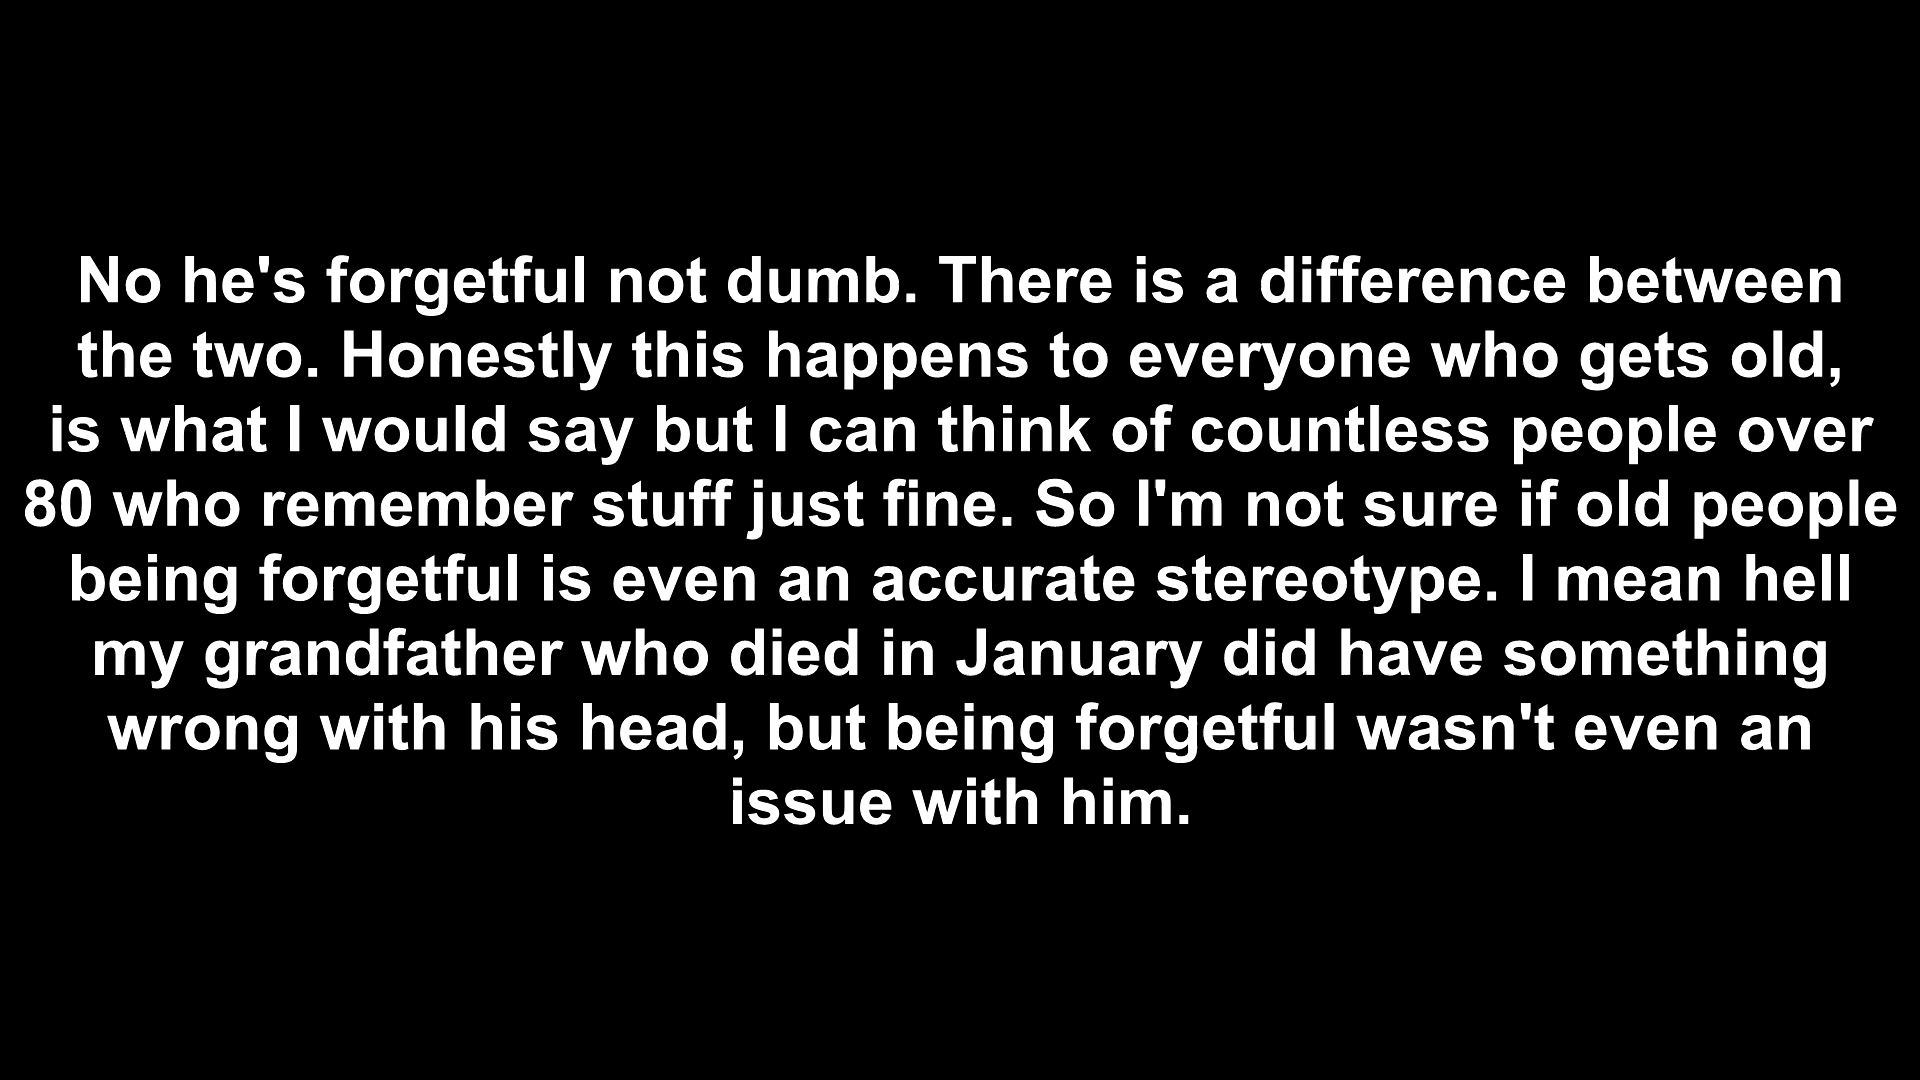 No he's forgetful not dumb. There is a difference between
the two. Honestly this happens to everyone who gets old,
is what I would say but I can think of countless people over
80 who remember stuff just fine. So I'm not sure if old people
being forgetful is even an accurate stereotype. I mean hell
my grandfather who died in January did have something
wrong with his head, but being forgetful wasn't even an
issue with him.